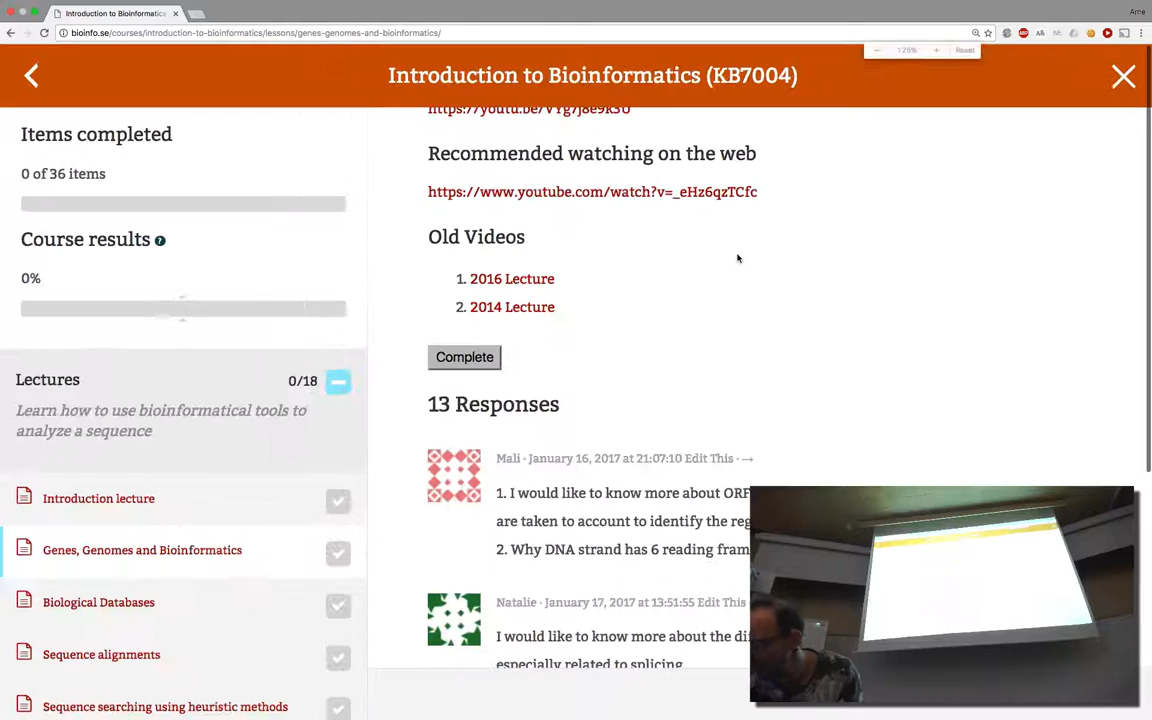 Introduction to Bioinformatics
Arne
bioinfo.se/courses/introduction-to-bioinformatics/lessons/genes-genomes-and-bioinformatics/
125%
Reset
Introduction to Bioinformatics (KB7004)
Items completed
0 of 36 items
Course results ?
0%
Lectures
0/18
Learn how to use bioinformatical tools to
analyze a sequence
Introduction lecture
Genes, Genomes and Bioinformatics
Biological Databases
Sequence alignments
Sequence searching using heuristic methods
Recommended watching on the web
https://www.youtube.com/watch?v=_eHz6qzTCfc
Old Videos
1. 2016 Lecture
2. 2014 Lecture
Complete
13 Responses
Mali · January 16, 2017 at 21:07:10 Edit This · →
1. I would like to know more about ORF
are taken to account to identify the reg
2. Why DNA strand has 6 reading fram
Natalie · January 17, 2017 at 13:51:55 Edit This ·
I would like to know more about the di
especially related to splicing